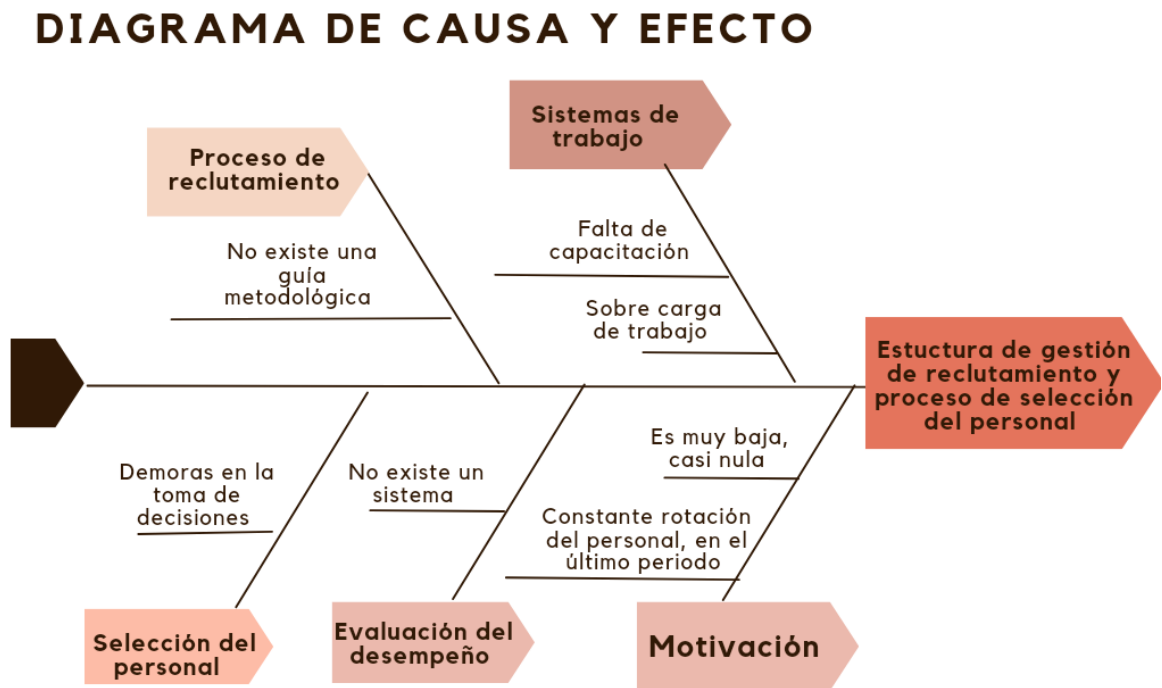 DIAGRAMA DE CAUSA Y EFECTO
Sistemas de
trabajo
Proceso de
reclutamiento
No existe una
guía
metodológica
Falta de
capacitación
Sobre carga
de trabajo
Estuctura de gestión
de reclutamiento y
proceso de selección
del personal
Demoras en la
toma de
decisiones
No existe un
sistema
Es muy baja,
casi nula
Constante rotación
del personal, en el
último periodo
Selección del
personal
Evaluación del
desempeño
Motivación